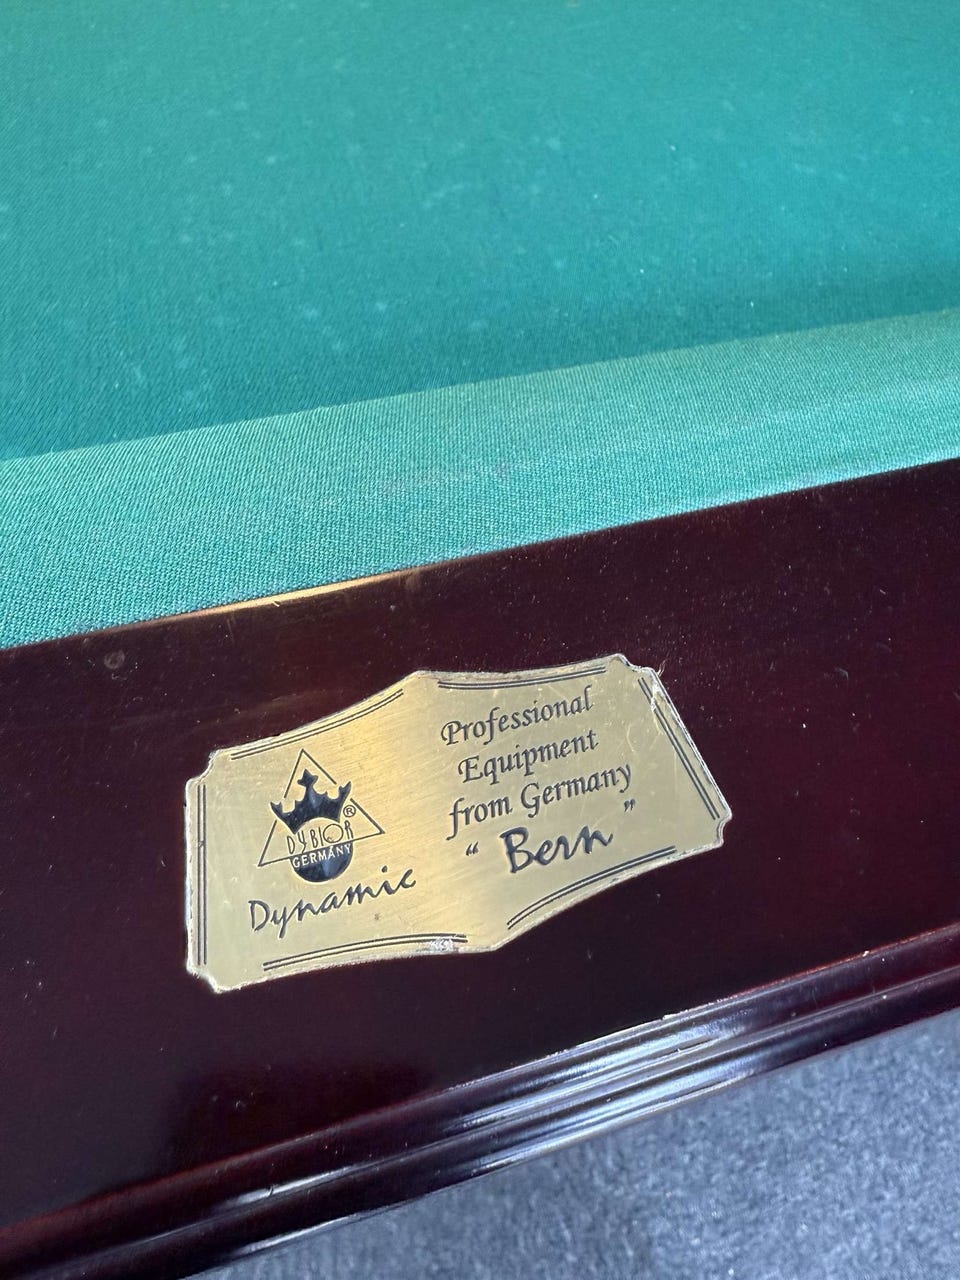 DYBIOR
®
GERMANY
Dynamic
Professional
Equipment
from Germany
“ Bern ”